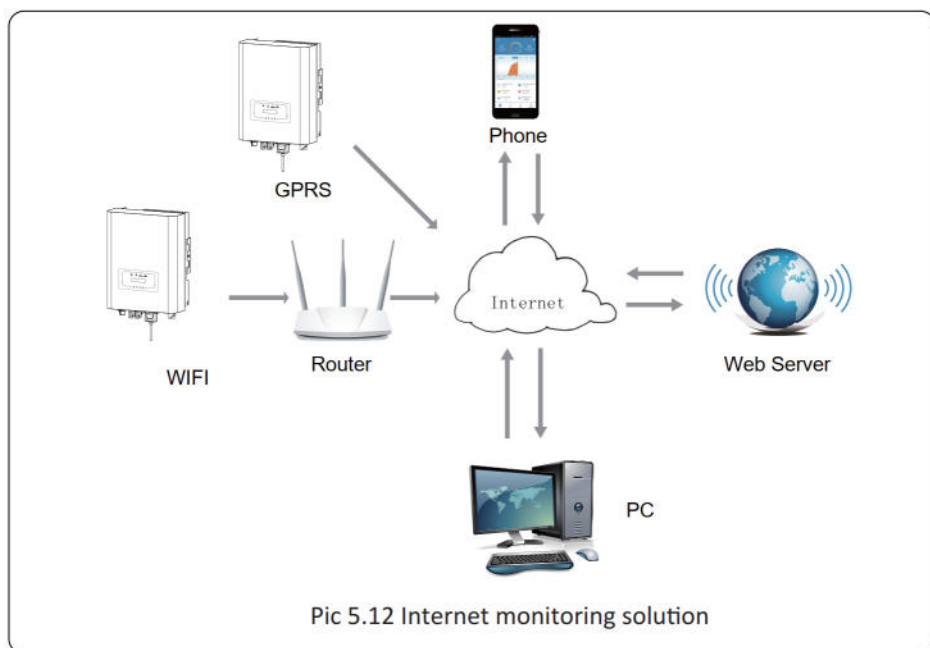 Phone
GPRS
Internet
WIFI
Router
Web Server
PC
Pic 5.12 Internet monitoring solution